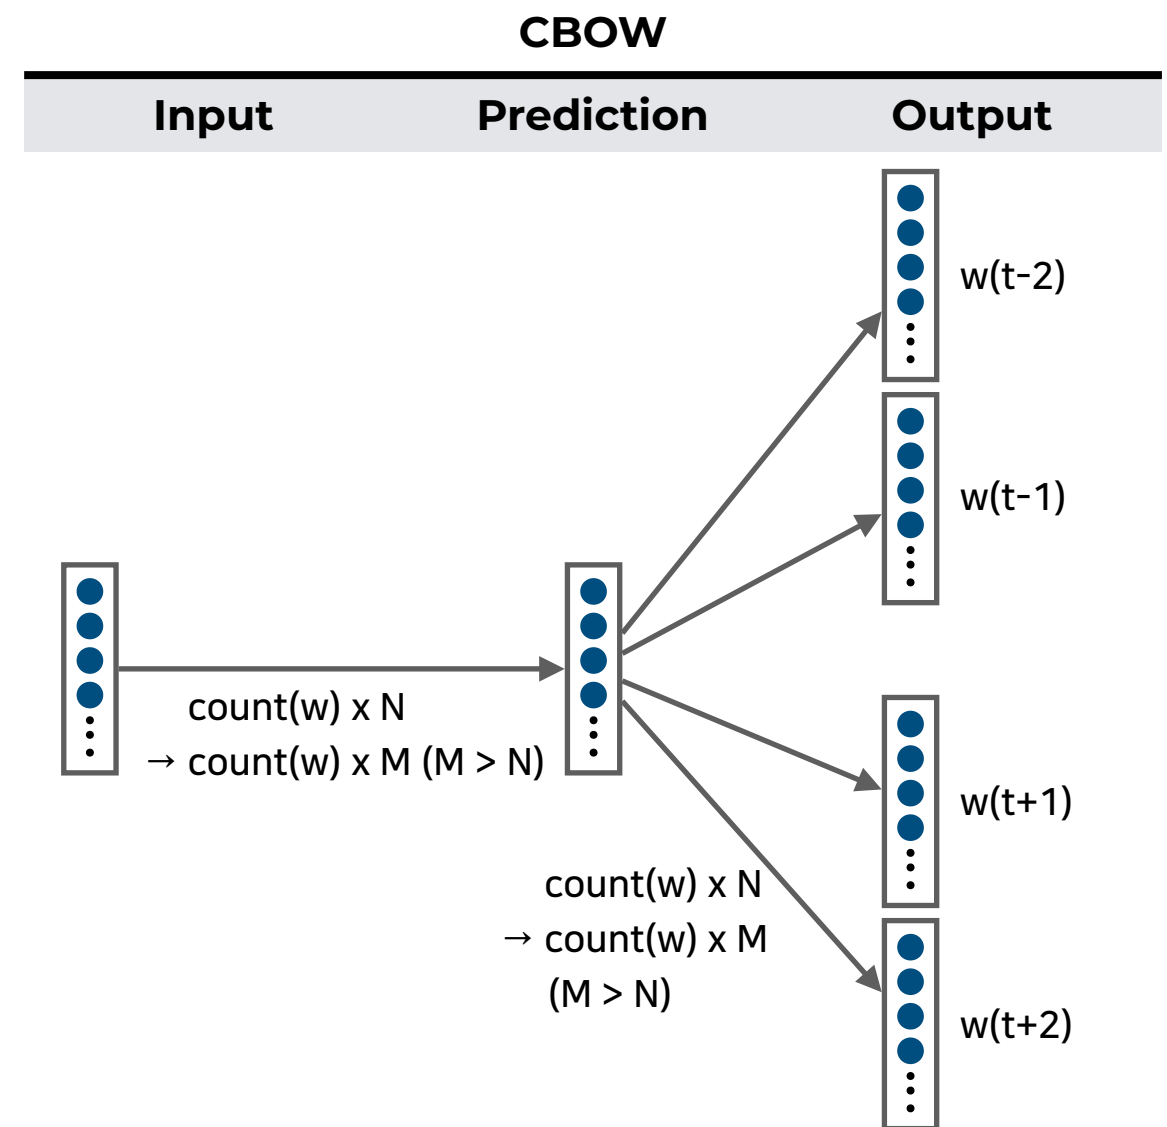 CBOW
Input Prediction Output
w(t-2)
w(t-1)
count(w) x N
→ count(w) x M (M > N)
w(t+1)
count(w) x N
→ count(w) x M
(M > N)
w(t+2)